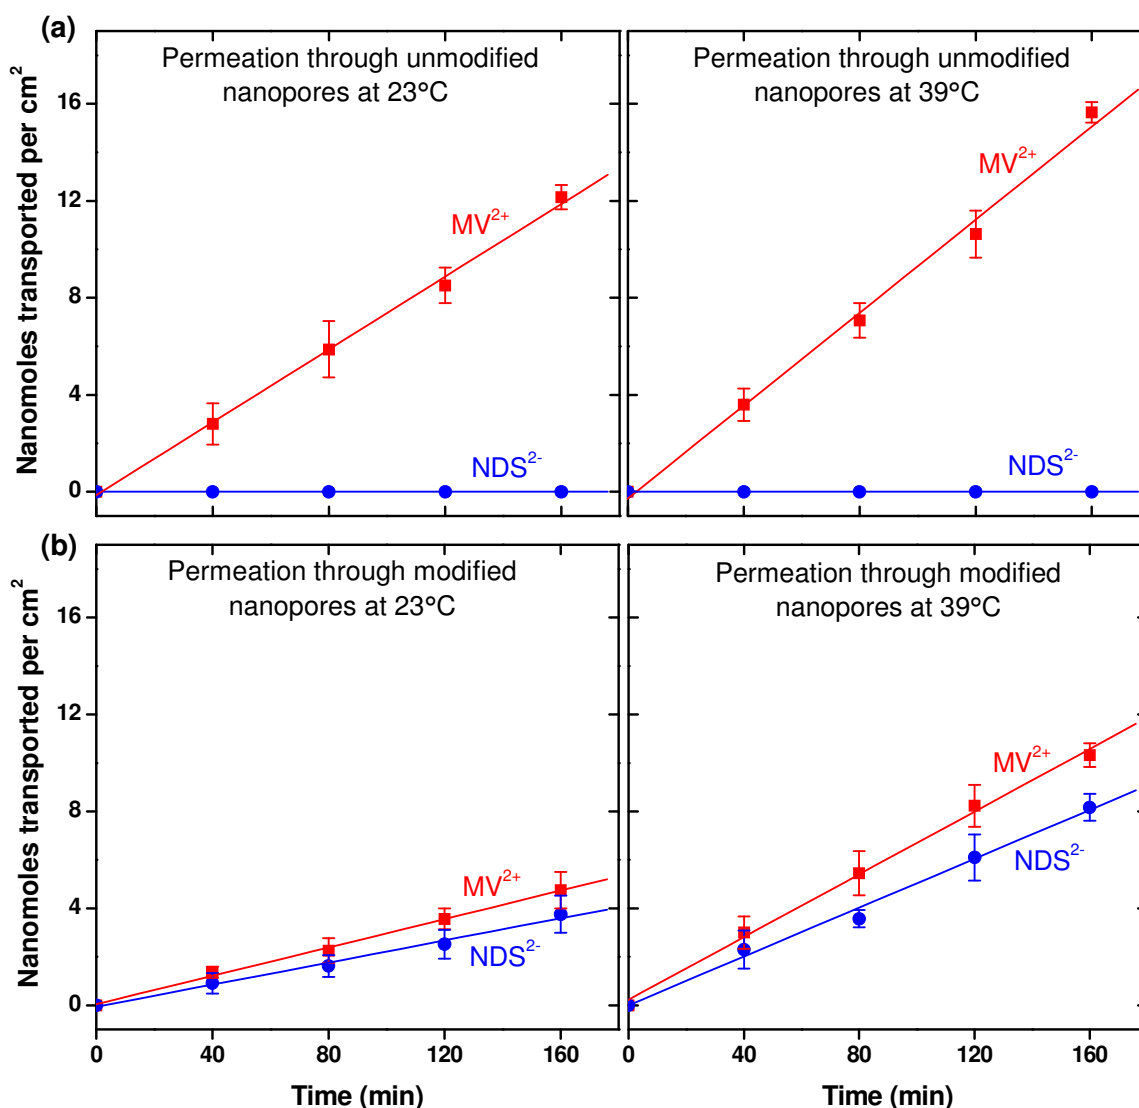 (a)
Permeation through unmodified
nanopores at 23°C
Permeation through unmodified
nanopores at 39°C
Nanomoles transported per cm²
16
12
8
4
0
MV²⁺
NDS²⁻
MV²⁺
NDS²⁻
(b)
Permeation through modified
nanopores at 23°C
Permeation through modified
nanopores at 39°C
Nanomoles transported per cm²
16
12
8
4
0
MV²⁺
NDS²⁻
MV²⁺
NDS²⁻
0 40 80 120 160
0 40 80 120 160
Time (min)
Time (min)